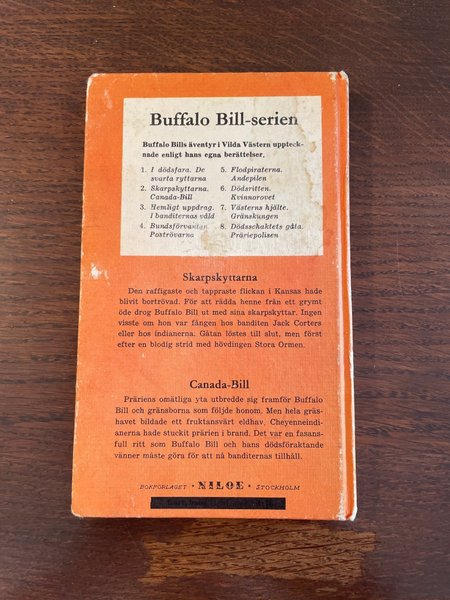 Buffalo Bill-serien
Buffalo Bills äventyr i Vilda Västern uppteck-
nade enligt hans egna berättelser.
1. I dödsfara. De
svarta ryttarna
2. Skarpskyttarna.
Canada-Bill
3. Hemligt uppdrag.
I banditernas våld
4. Bundsförvanten.
Poströvarna
5. Flodpiraterna.
Andepilen
6. Dödsritten.
Kvinnorovet
7. Västerns hjälte.
Gränskungen
8. Dödsschaktets gåta.
Präriepolisen
Skarpskyttarna
Den raffigaste och tappraste flickan i Kansas hade
blivit bortrövad. För att rädda henne från ett grymt
öde drog Buffalo Bill ut med sina skarpskyttar. Ingen
visste om hon var fången hos banditen Jack Corters
eller hos indianerna. Gåtan löstes till slut, men först
efter en blodig strid med hövdingen Stora Ormen.
Canada-Bill
Präriens omätliga yta utbredde sig framför Buffalo
Bill och gränsborna som följde honom. Men hela gräs-
havet bildade ett fruktansvärt eldhav. Cheyenneindi-
anerna hade stuckit prärien i brand. Det var en fasans-
full ritt som Buffalo Bill och hans dödsföraktande
vänner måste göra för att nå banditernas tillhåll.
BOKFÖRLAGET · NILOE · STOCKHOLM